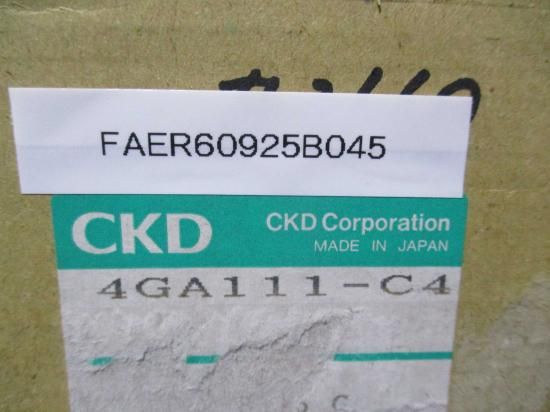 FAER60925B045
CKD
CKD Corporation
MADE IN JAPAN
4GA111-C4